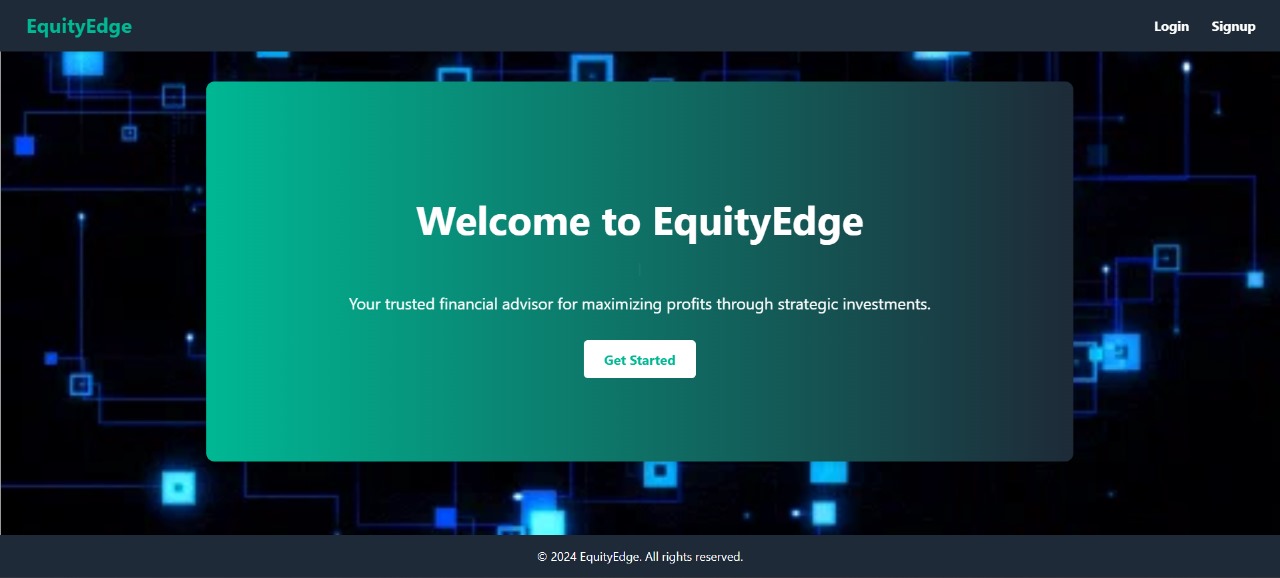 EquityEdge
Login Signup
Welcome to EquityEdge
Your trusted financial advisor for maximizing profits through strategic investments.
Get Started
© 2024 EquityEdge. All rights reserved.